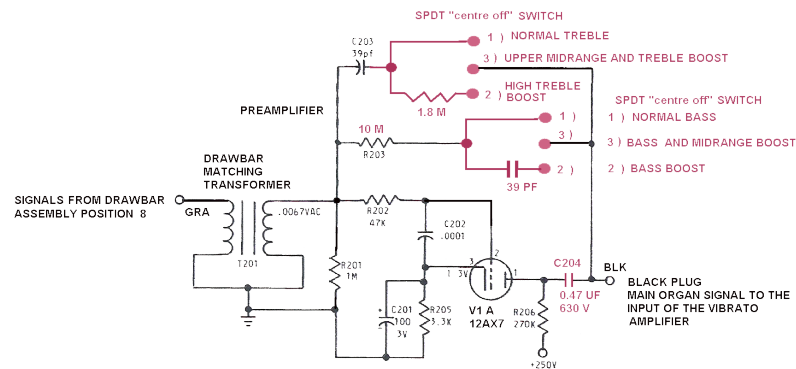 SPDT "centre off" SWITCH
1 ) NORMAL TREBLE
3 ) UPPER MIDRANGE AND TREBLE BOOST
2 ) HIGH TREBLE
BOOST
C203
39pf
1.8 M
PREAMPLIFIER
SPDT "centre off" SWITCH
1 )
1 ) NORMAL BASS
3 )
3 ) BASS AND MIDRANGE BOOST
2 )
2 ) BASS BOOST
10 M
R203
39 PF
DRAWBAR
MATCHING
TRANSFORMER
SIGNALS FROM DRAWBAR
ASSEMBLY POSITION 8
GRA
.0067VAC
T201
R202
47K
C202
.0001
R201
1M
2
3
1 3V
1
C201
100
3V
R205
3.3K
V1 A
12AX7
R206
270K
+250V
C204
0.47 UF
630 V
BLK
BLACK PLUG
MAIN ORGAN SIGNAL TO THE
INPUT OF THE VIBRATO
AMPLIFIER